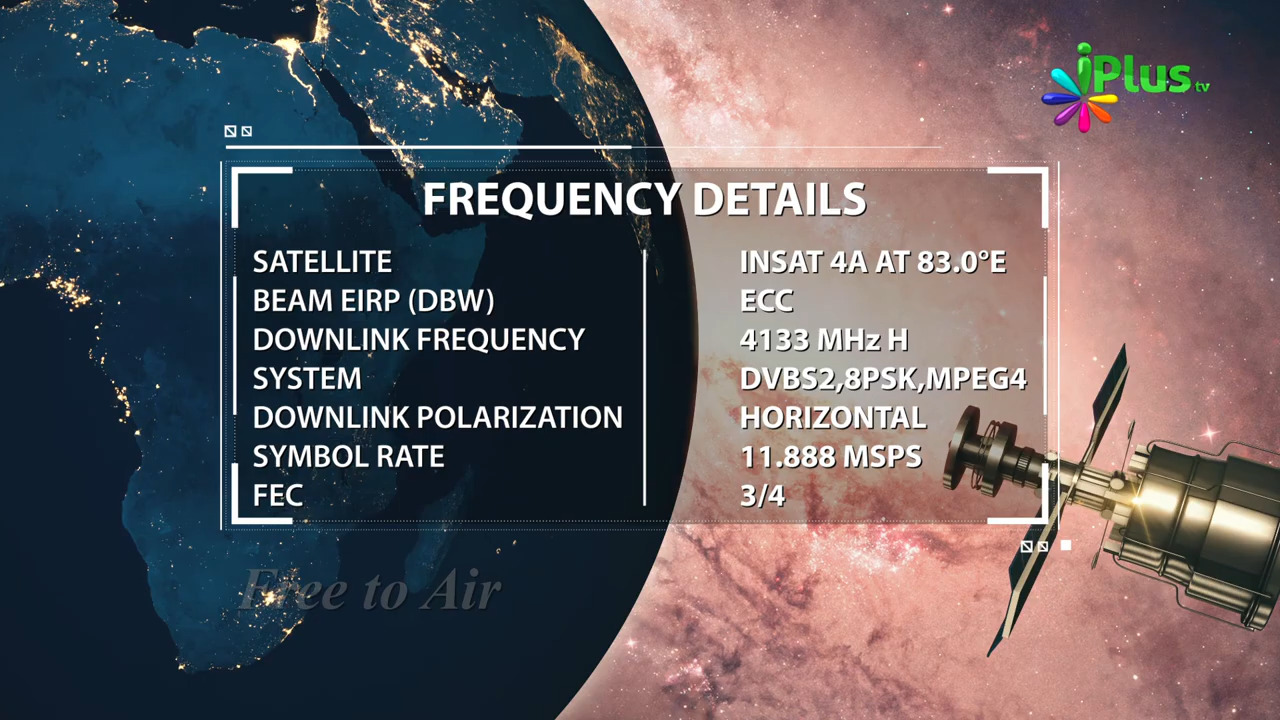 iPlus tv
FREQUENCY DETAILS
SATELLITE INSAT 4A AT 83.0°E
BEAM EIRP (DBW) ECC
DOWNLINK FREQUENCY 4133 MHz H
SYSTEM DVBS2,8PSK,MPEG4
DOWNLINK POLARIZATION HORIZONTAL
SYMBOL RATE 11.888 MSPS
FEC 3/4
Free to Air